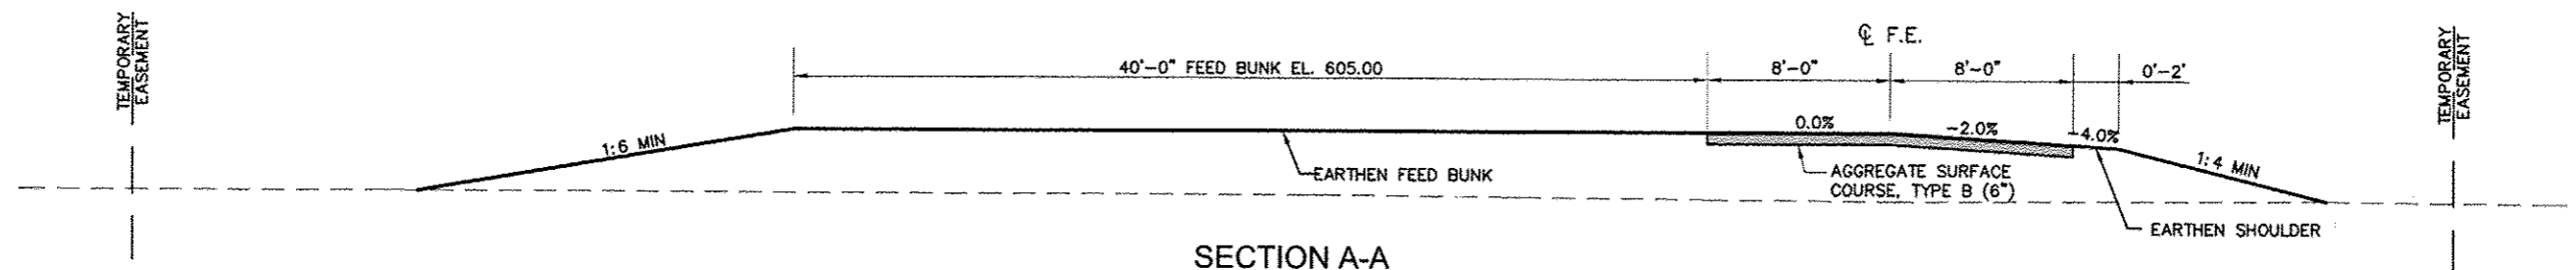 TEMPORARY
EASEMENT
℄ F.E.
40'-0" FEED BUNK EL. 605.00
8'-0"
8'-0"
0'-2'
TEMPORARY
EASEMENT
1:6 MIN
0.0%
-2.0%
-4.0%
1:4 MIN
EARTHEN FEED BUNK
AGGREGATE SURFACE
COURSE, TYPE B (6")
EARTHEN SHOULDER
SECTION A-A